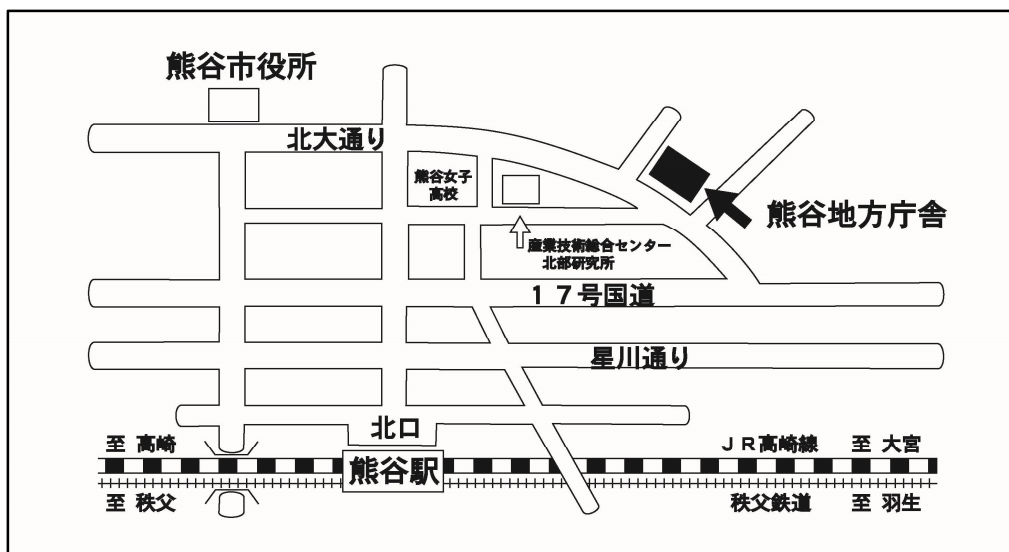 熊谷市役所
北大通り
熊谷女子
高校
熊谷地方庁舎
産業技術総合センター
北部研究所
１７号国道
星川通り
北口
至 高崎
ＪＲ高崎線
至 大宮
熊谷駅
至 秩父
秩父鉄道
至 羽生